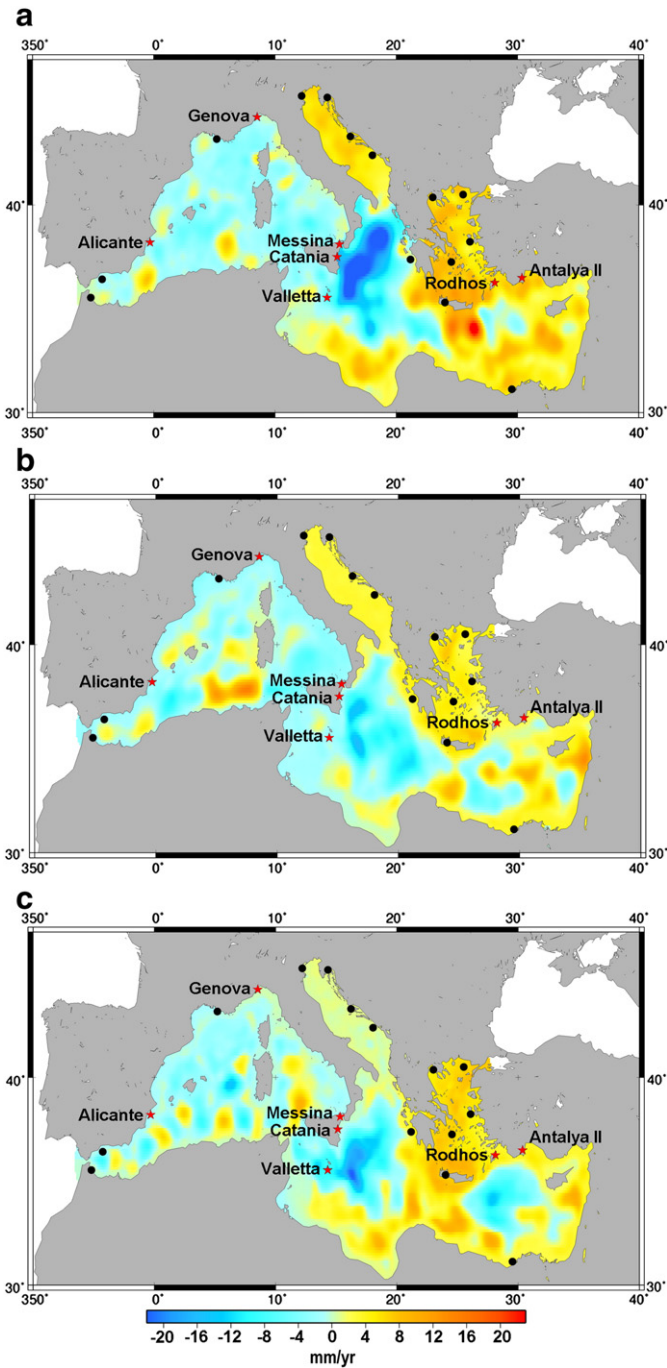 a
350˚ 0˚ 10˚ 20˚ 30˚ 40˚
Genova
40˚ 40˚
Alicante
Messina
Catania
Valletta
Rodhos
Antalya II
30˚ 30˚
350˚ 0˚ 10˚ 20˚ 30˚ 40˚
b
350˚ 0˚ 10˚ 20˚ 30˚ 40˚
Genova
40˚ 40˚
Alicante
Messina
Catania
Valletta
Rodhos
Antalya II
30˚ 30˚
350˚ 0˚ 10˚ 20˚ 30˚ 40˚
c
350˚ 0˚ 10˚ 20˚ 30˚ 40˚
Genova
40˚ 40˚
Alicante
Messina
Catania
Valletta
Rodhos
Antalya II
30˚ 30˚
350˚ 0˚ 10˚ 20˚ 30˚ 40˚
-20 -16 -12 -8 -4 0 4 8 12 16 20
mm/yr